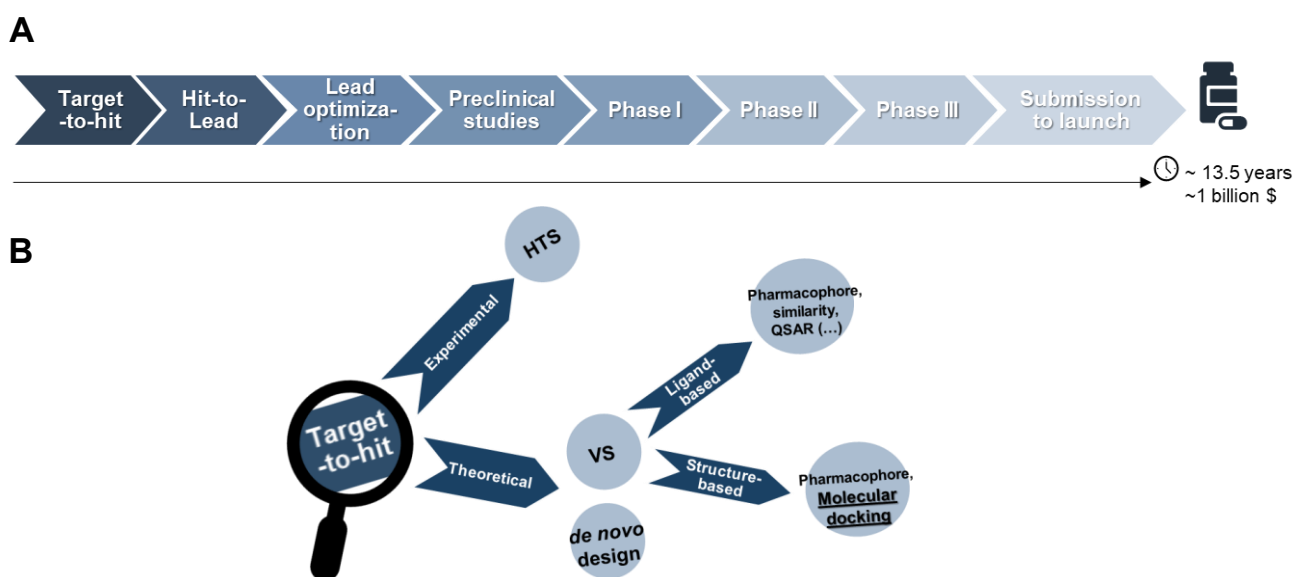 A
Target
-to-hit
Hit-to-
Lead
Lead
optimiza-
tion
Preclinical
studies
Phase I
Phase II
Phase III
Submission
to launch
~ 13.5 years
~1 billion $
B
HTS
Experimental
Target
-to-hit
Theoretical
VS
de novo
design
Ligand-
based
Pharmacophore,
similarity,
QSAR (...)
Structure-
based
Pharmacophore,
Molecular
docking